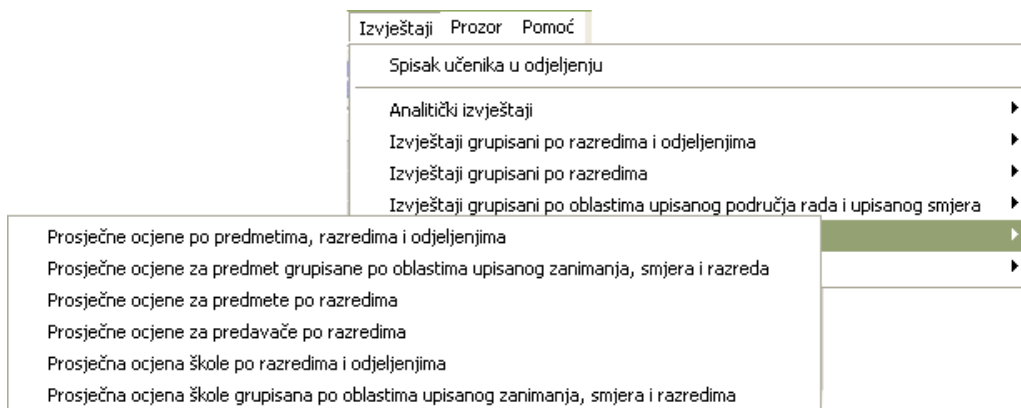 Izvještaji Prozor Pomoć
Spisak učenika u odjeljenju
Analitički izvještaji
Izvještaji grupisani po razredima i odjeljenjima
Izvještaji grupisani po razredima
Izvještaji grupisani po oblastima upisanog područja rada i upisanog smjera
Prosječne ocjene po predmetima, razredima i odjeljenjima
Prosječne ocjene za predmet grupisane po oblastima upisanog zanimanja, smjera i razreda
Prosječne ocjene za predmete po razredima
Prosječne ocjene za predavače po razredima
Prosječna ocjena škole po razredima i odjeljenjima
Prosječna ocjena škole grupisana po oblastima upisanog zanimanja, smjera i razredima